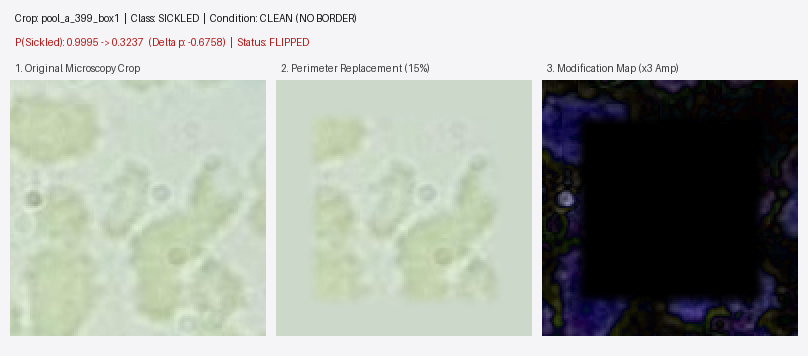 Crop: pool_a_399_box1 | Class: SICKLED | Condition: CLEAN (NO BORDER)
P(Sickled): 0.9995 -> 0.3237 (Delta p: -0.6758) | Status: FLIPPED
1. Original Microscopy Crop
2. Perimeter Replacement (15%)
3. Modification Map (x3 Amp)